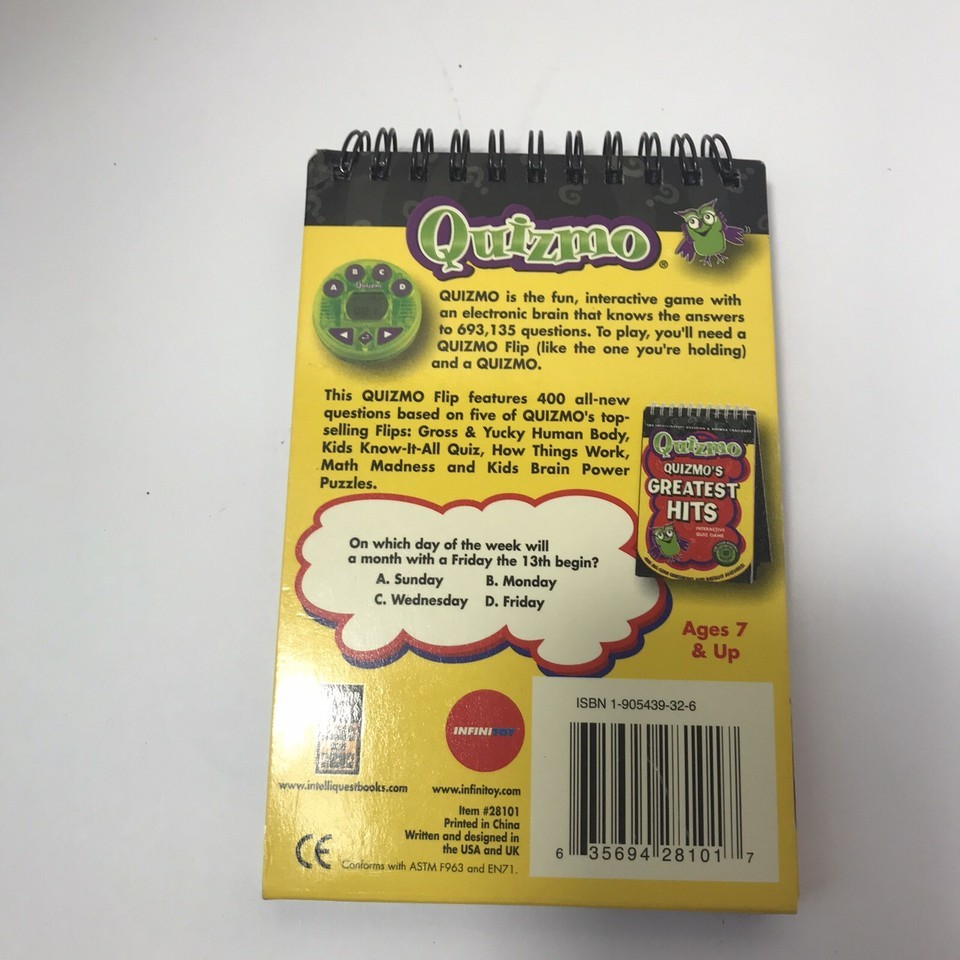 Quizmo®
A B C D
Quizmo
QUIZMO is the fun, interactive game with
an electronic brain that knows the answers
to 693,135 questions. To play, you'll need a
QUIZMO Flip (like the one you're holding)
and a QUIZMO.
This QUIZMO Flip features 400 all-new
questions based on five of QUIZMO's top-
selling Flips: Gross & Yucky Human Body,
Kids Know-It-All Quiz, How Things Work,
Math Madness and Kids Brain Power
Puzzles.
Quizmo
QUIZMO'S
GREATEST
HITS
INTERACTIVE
QUIZ GAME
On which day of the week will
a month with a Friday the 13th begin?
A. Sunday B. Monday
C. Wednesday D. Friday
Ages 7
& Up
ISBN 1-905439-32-6
INFINITOY
www.intelliquestbooks.com
www.infinitoy.com
Item #28101
Printed in China
Written and designed in
the USA and UK
CE
Conforms with ASTM F963 and EN71.
6 35694 28101 7